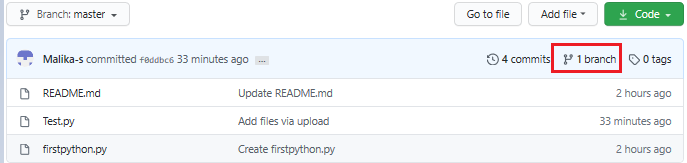 Branch: master Go to file Add file Code
Malika-s committed f0ddbc6 33 minutes ago ... 4 commits 1 branch 0 tags
README.md Update README.md 2 hours ago
Test.py Add files via upload 33 minutes ago
firstpython.py Create firstpython.py 2 hours ago